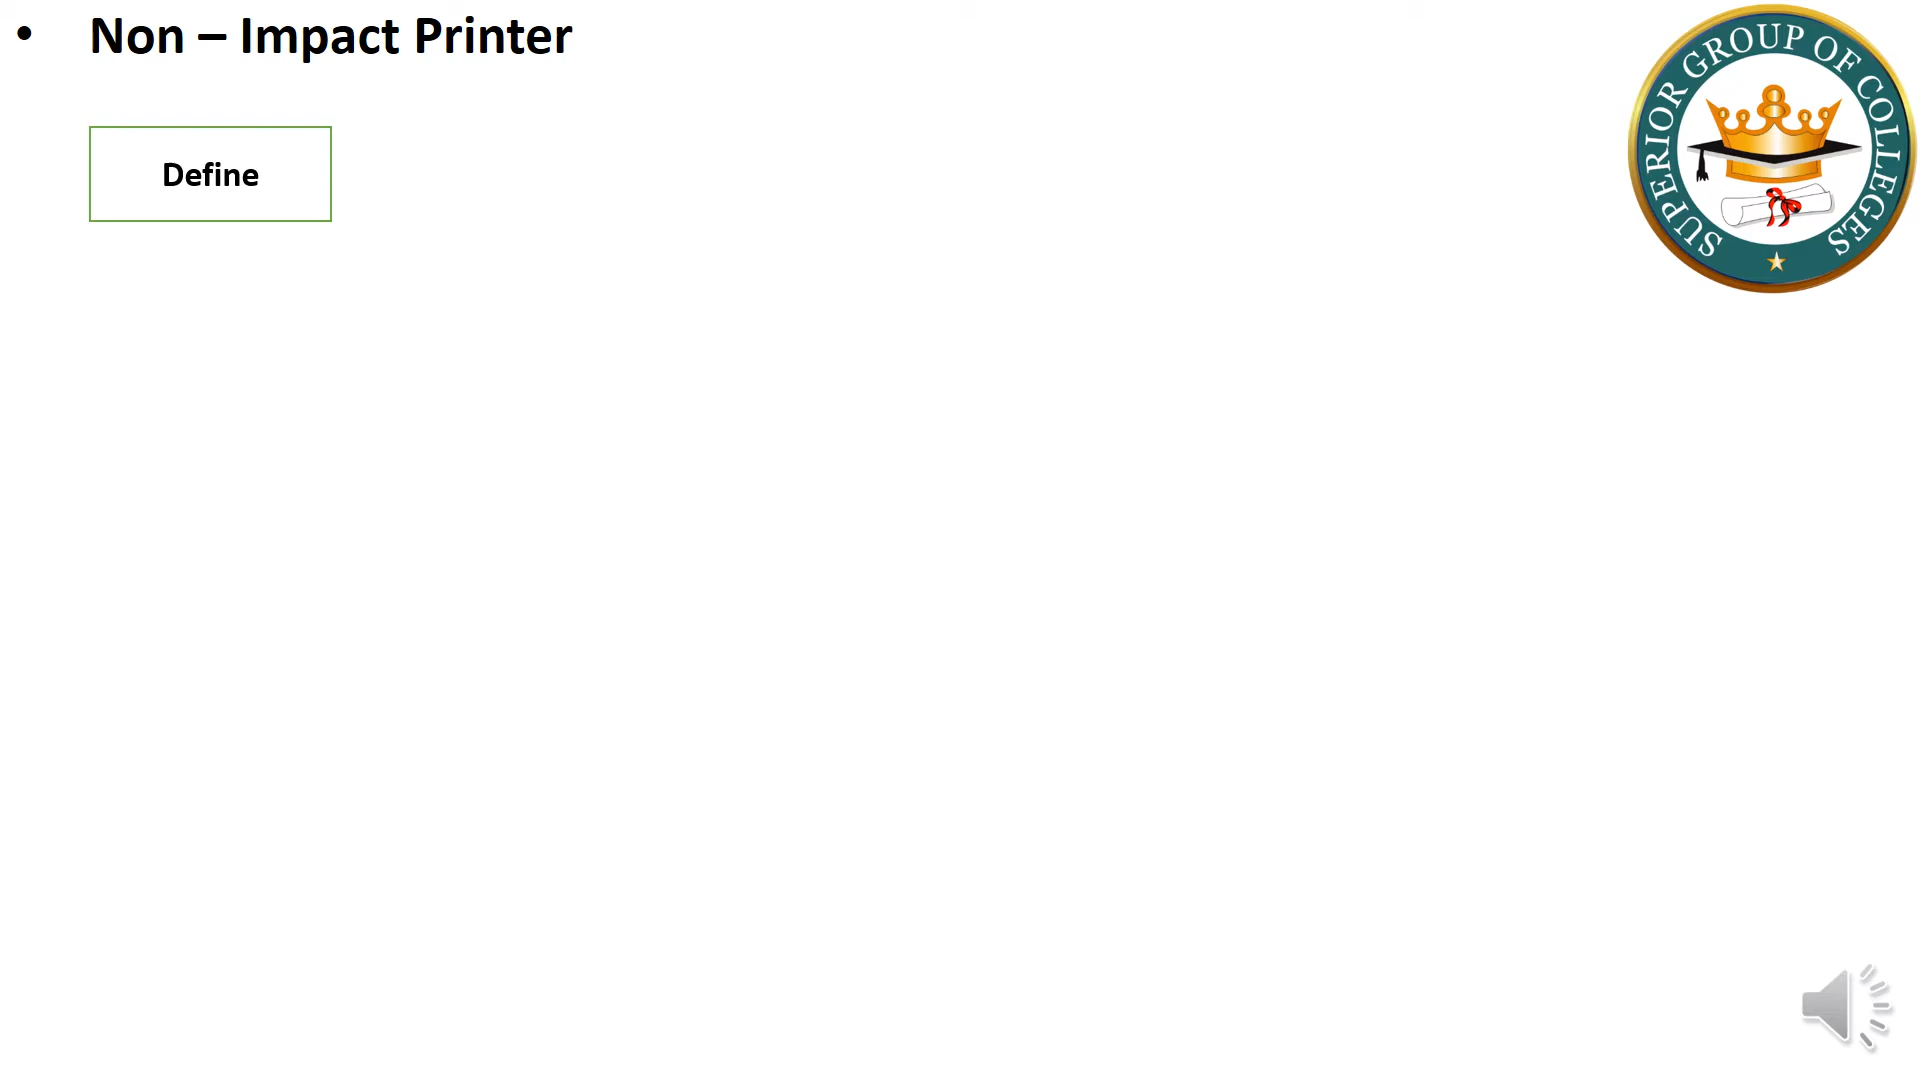 • Non – Impact Printer
Define
SUPERIOR GROUP OF COLLEGES